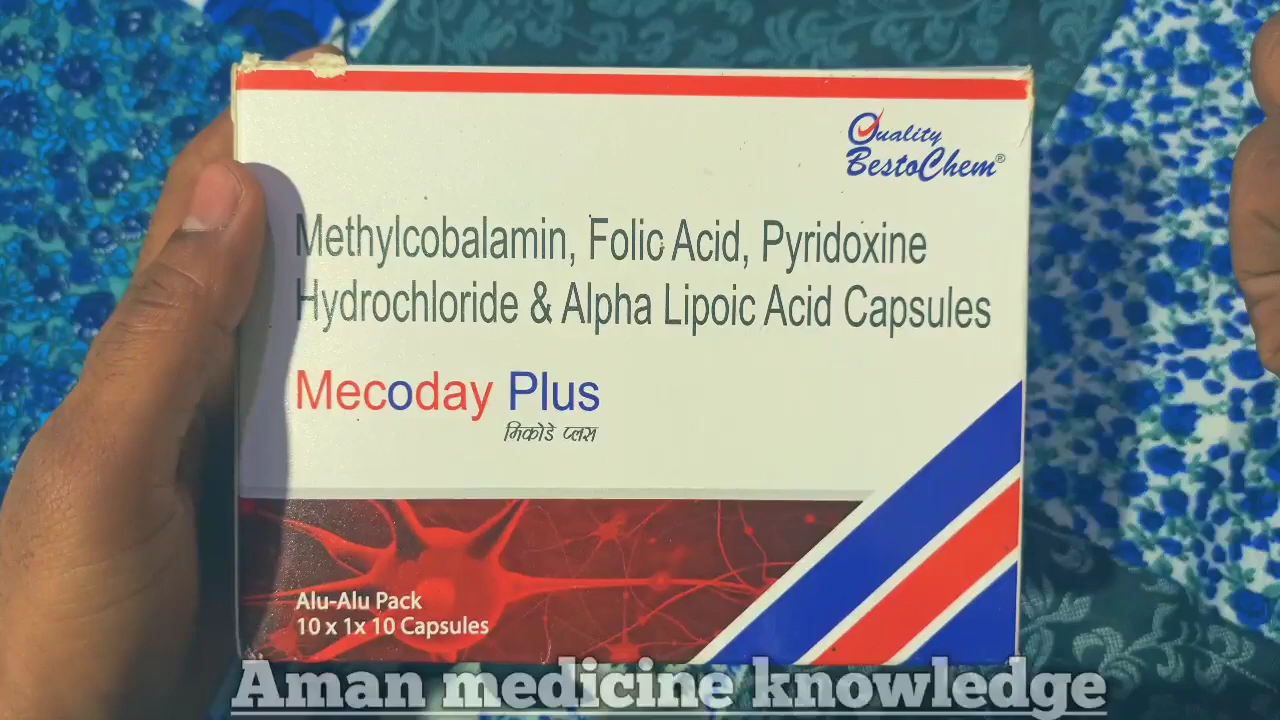 Quality
BestoChem®
Methylcobalamin, Folic Acid, Pyridoxine
Hydrochloride & Alpha Lipoic Acid Capsules
Mecoday Plus
मिकोडे प्लस
Alu-Alu Pack
10 x 1x 10 Capsules
Aman medicine knowledge